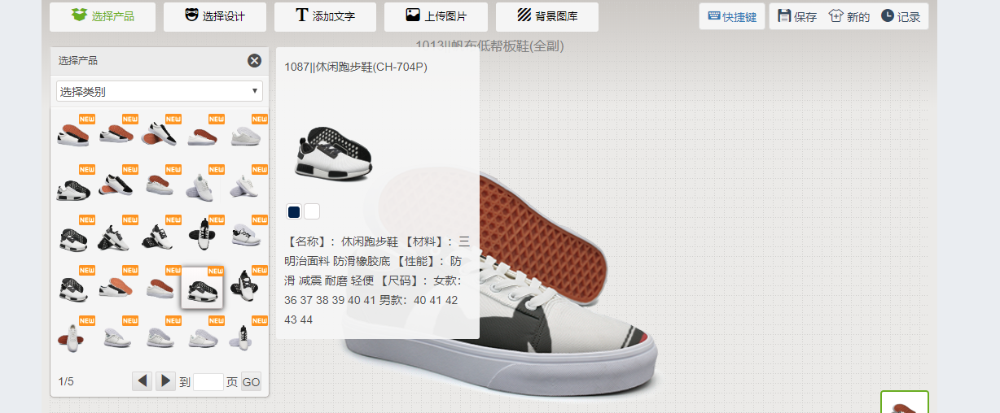 选择产品
选择设计
添加文字
上传图片
背景图库
快捷键
保存
新的
记录
1013||帆布低帮板鞋(全副)
选择产品
选择类别
NEW NEW NEW NEW NEW
NEW NEW NEW NEW NEW
NEW NEW NEW NEW NEW
NEW NEW NEW NEW NEW
NEW NEW NEW NEW NEW
1/5
到
页
GO
1087||休闲跑步鞋(CH-704P)
【名称】：休闲跑步鞋 【材料】：三
明治面料 防滑橡胶底 【性能】：防
滑 减震 耐磨 轻便 【尺码】：女款：
36 37 38 39 40 41 男款：40 41 42
43 44